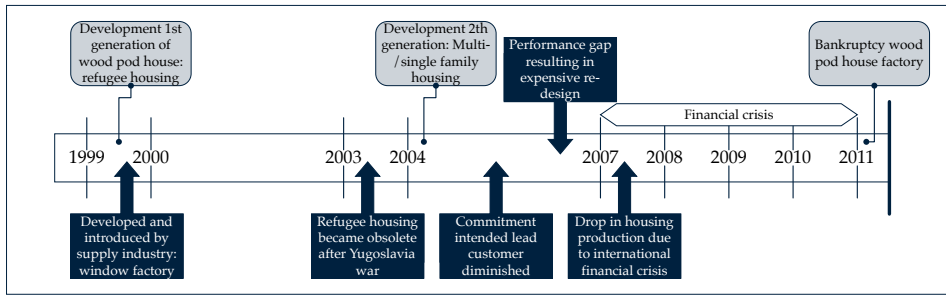 Development 1st
generation of
wood pod house:
refugee housing
Development 2th
generation: Multi-
/single family
housing
Performance gap
resulting in
expensive re-
design
Bankruptcy wood
pod house factory
Financial crisis
1999
2000
2003
2004
2007
2008
2009
2010
2011
Developed and
introduced by
supply industry:
window factory
Refugee housing
became obsolete
after Yugoslavia
war
Commitment
intended lead
customer
diminished
Drop in housing
production due
to international
financial crisis